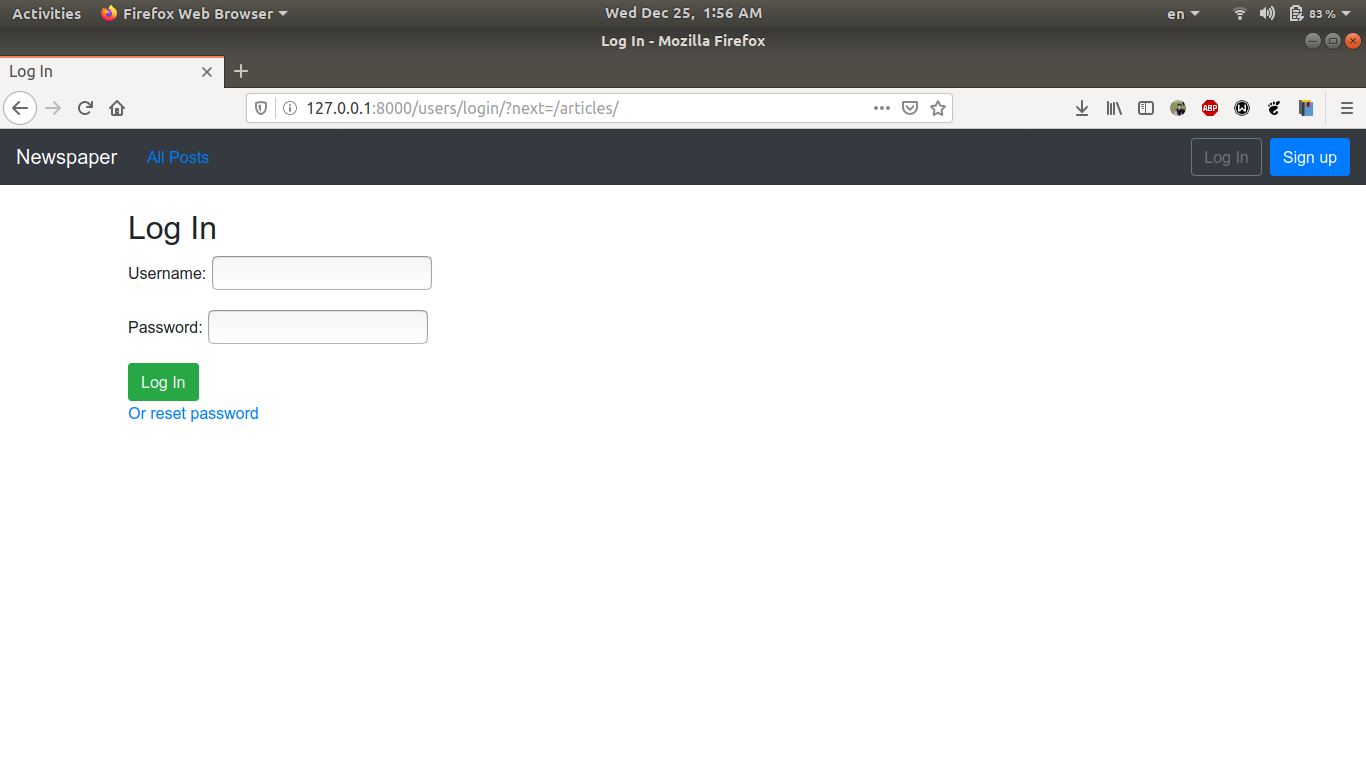 Activities Firefox Web Browser Wed Dec 25, 1:56 AM en 83 %
Log In - Mozilla Firefox
Log In
127.0.0.1:8000/users/login/?next=/articles/
ABP
Newspaper All Posts Log In Sign up
Log In
Username:
Password:
Log In
Or reset password